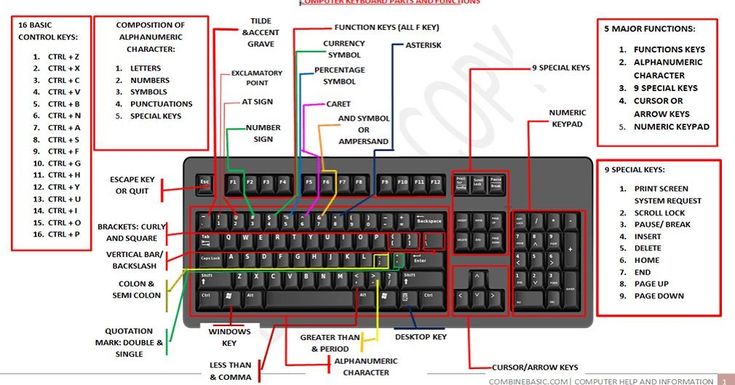 COMPUTER KEYBOARD PARTS AND FUNCTIONS
16 BASIC
CONTROL KEYS:
1. CTRL + Z
2. CTRL + X
3. CTRL + C
4. CTRL + V
5. CTRL + B
6. CTRL + N
7. CTRL + A
8. CTRL + S
9. CTRL + F
10. CTRL + G
11. CTRL + H
12. CTRL + Y
13. CTRL + U
14. CTRL + I
15. CTRL + O
16. CTRL + P
COMPOSITION OF
ALPHANUMERIC
CHARACTER:
1. LETTERS
2. NUMBERS
3. SYMBOLS
4. PUNCTUATIONS
5. SPECIAL KEYS
TILDE
&ACCENT
GRAVE
EXCLAMATORY
POINT
AT SIGN
NUMBER
SIGN
FUNCTION KEYS (ALL F KEY)
CURRENCY
SYMBOL
PERCENTAGE
SYMBOL
CARET
AND SYMBOL
OR
AMPERSAND
ASTERISK
9 SPECIAL KEYS
NUMERIC
KEYPAD
5 MAJOR FUNCTIONS:
1. FUNCTIONS KEYS
2. ALPHANUMERIC
CHARACTER
3. 9 SPECIAL KEYS
4. CURSOR OR
ARROW KEYS
5. NUMERIC KEYPAD
9 SPECIAL KEYS:
1. PRINT SCREEN
SYSTEM REQUEST
2. SCROLL LOCK
3. PAUSE/ BREAK
4. INSERT
5. DELETE
6. HOME
7. END
8. PAGE UP
9. PAGE DOWN
COPY
ESCAPE KEY
OR QUIT
BRACKETS: CURLY
AND SQUARE
VERTICAL BAR/
BACKSLASH
COLON &
SEMI COLON
QUOTATION
MARK: DOUBLE &
SINGLE
Esc F1 F2 F3 F4 F5 F6 F7 F8 F9 F10 F11 F12
Backspace
Tab Q W E R T Y U I O P
Caps Lock A S D F G H J K L Enter
Shift Z X C V B N M Shift
Ctrl Alt Alt Ctrl
WINDOWS
KEY
LESS THAN
& COMMA
GREATER THAN
& PERIOD
ALPHANUMERIC
CHARACTER
DESKTOP KEY
CURSOR/ARROW KEYS
COMBINEBASIC.COM| COMPUTER HELP AND INFORMATION 1